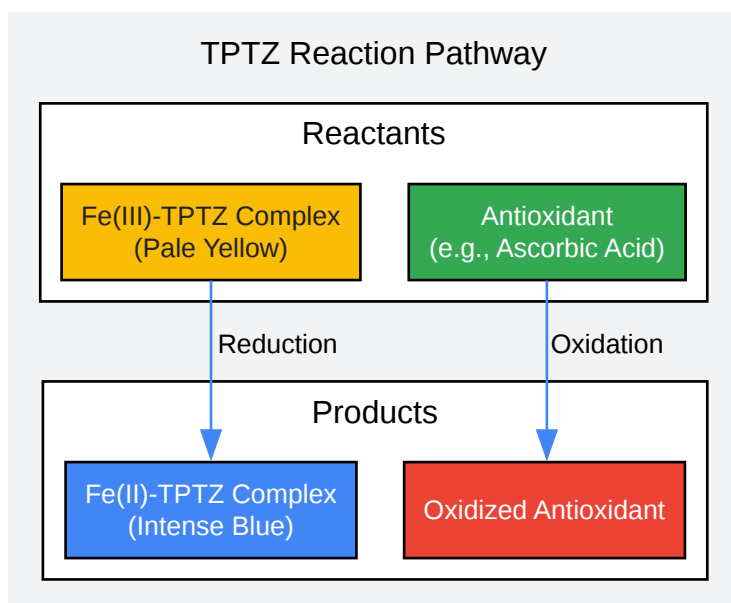 TPTZ Reaction Pathway
Reactants
Fe(III)-TPTZ Complex
(Pale Yellow)
Antioxidant
(e.g., Ascorbic Acid)
Reduction
Oxidation
Products
Fe(II)-TPTZ Complex
(Intense Blue)
Oxidized Antioxidant